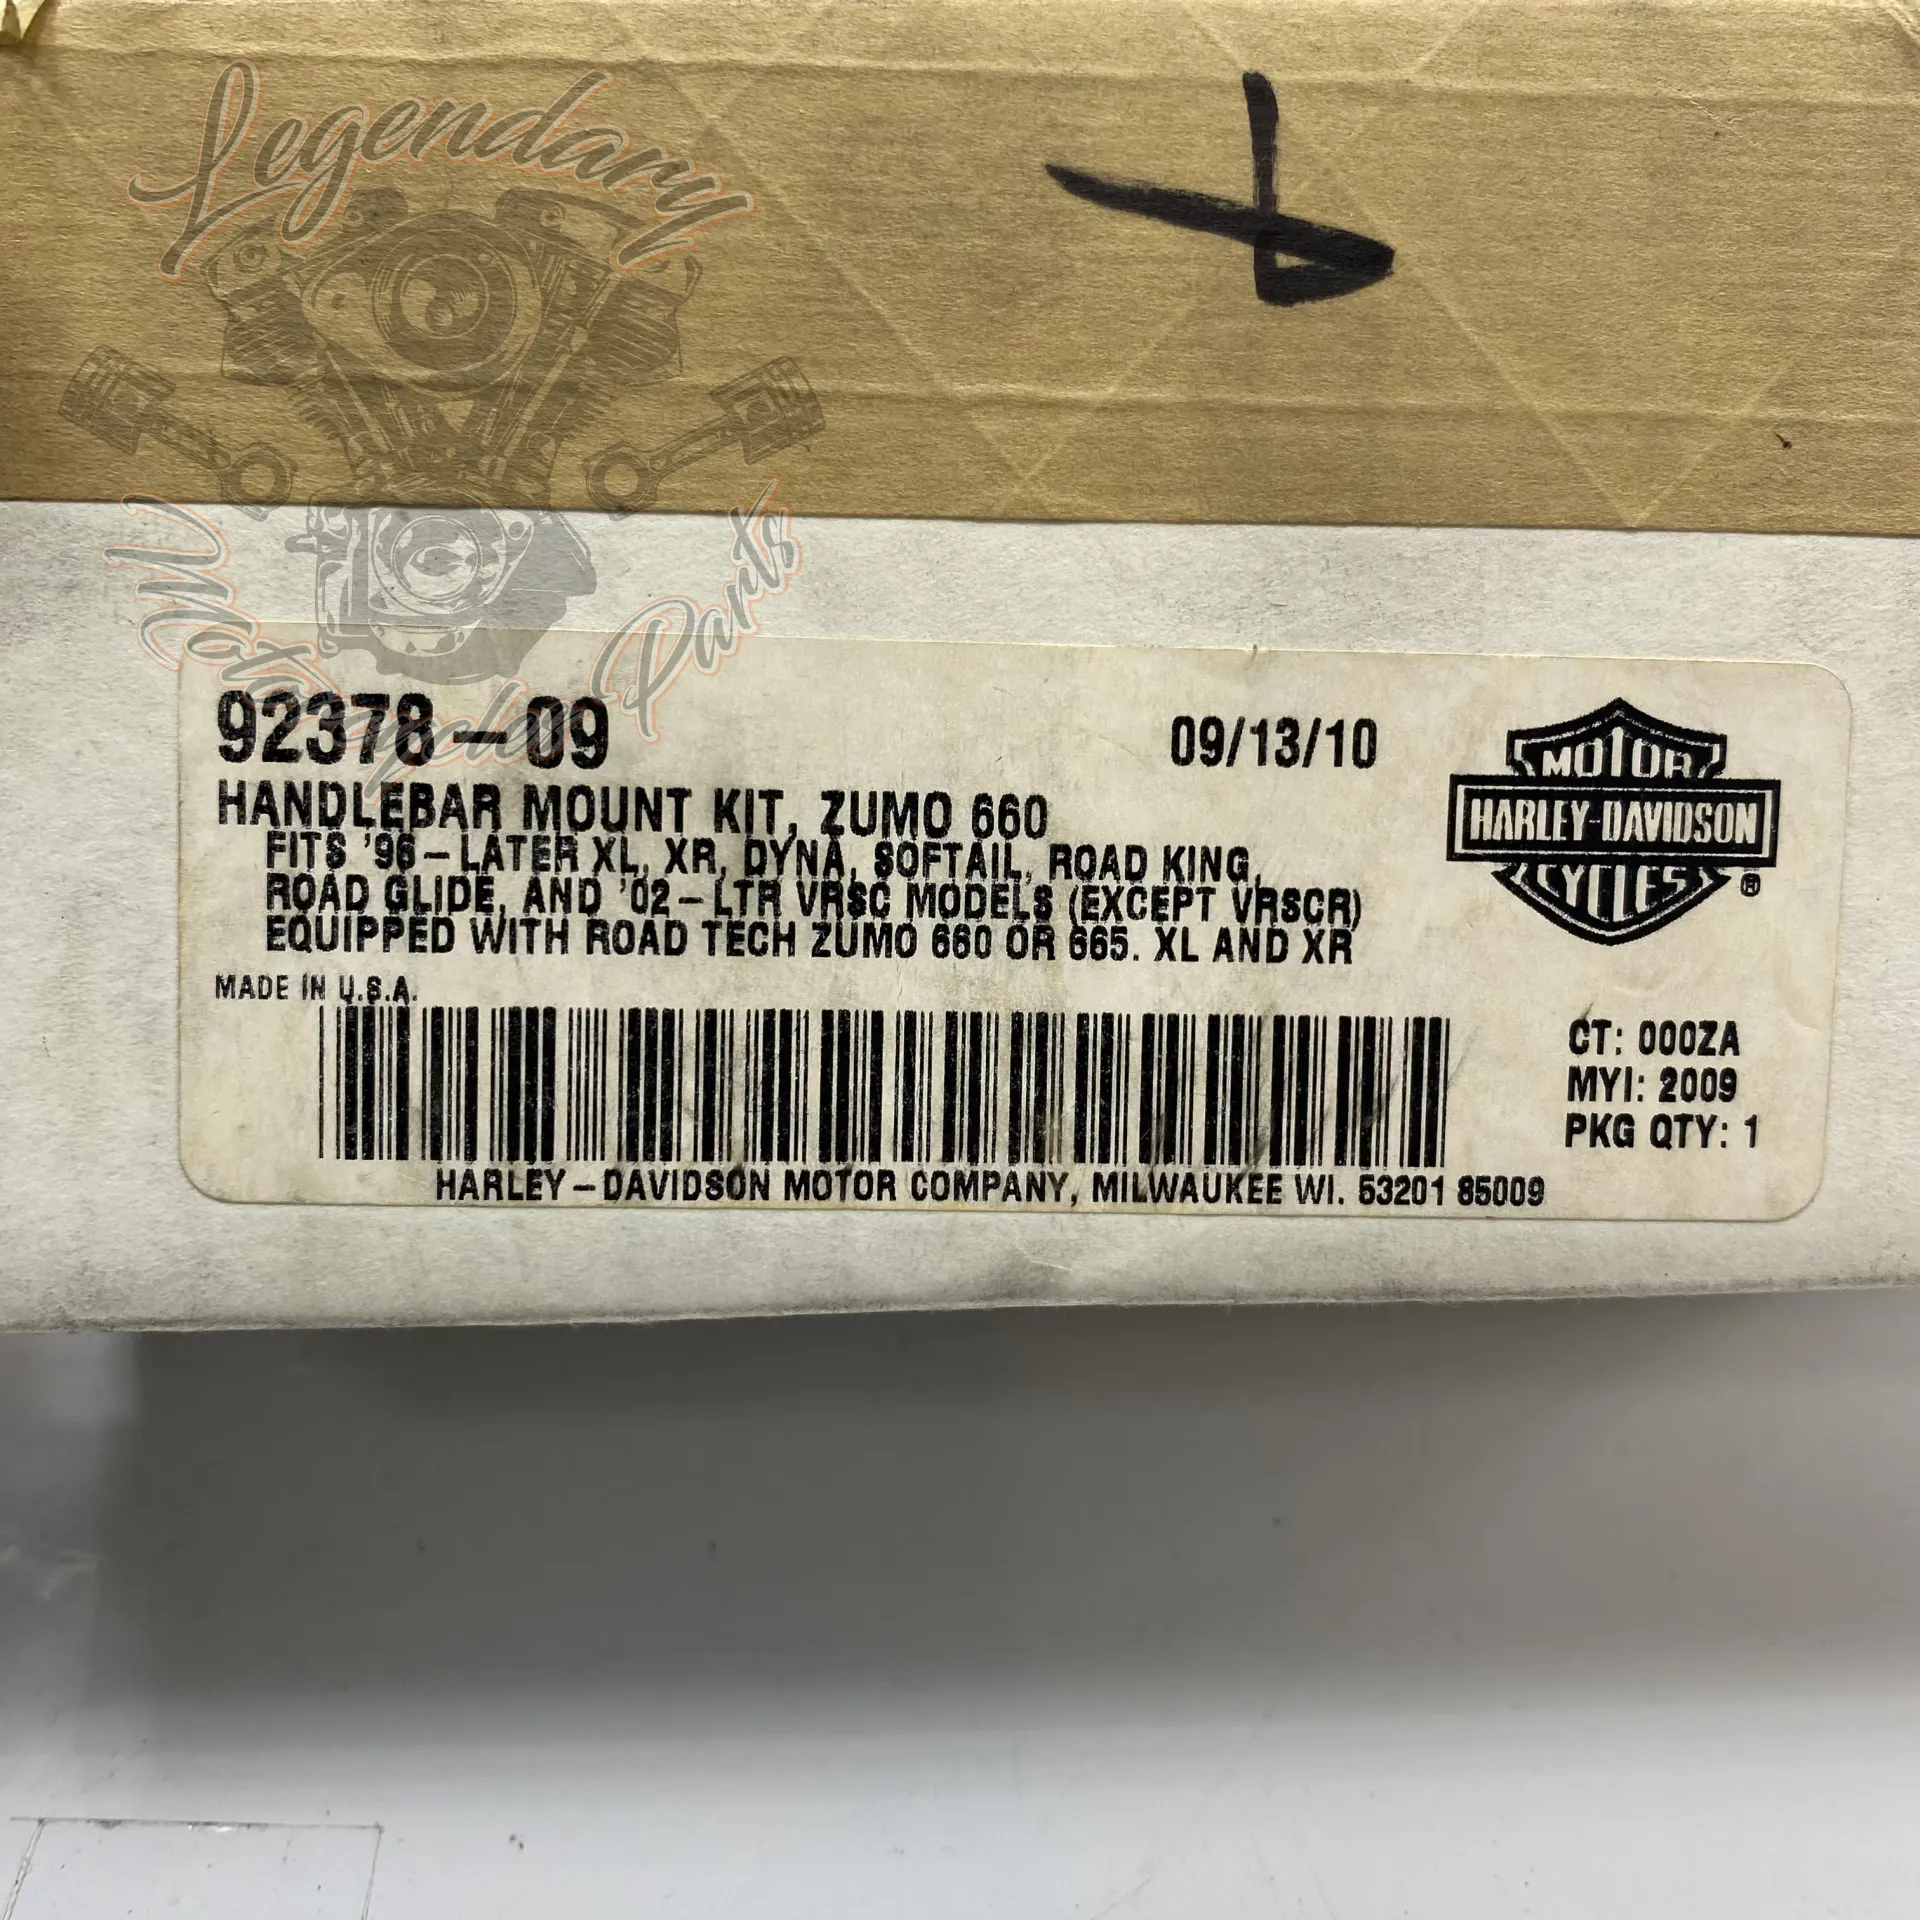 Legendary
Motorcycles Parts
92378-09
09/13/10
HANDLEBAR MOUNT KIT, ZUMO 660
FITS '96-LATER XL, XR, DYNA, SOFTAIL, ROAD KING,
ROAD GLIDE, AND '02-LTR VRSC MODELS (EXCEPT VRSCR)
EQUIPPED WITH ROAD TECH ZUMO 660 OR 665. XL AND XR
MADE IN U.S.A.
MOTOR
HARLEY-DAVIDSON
CYCLES
®
CT: 000ZA
MYI: 2009
PKG QTY: 1
HARLEY-DAVIDSON MOTOR COMPANY, MILWAUKEE WI. 53201 85009